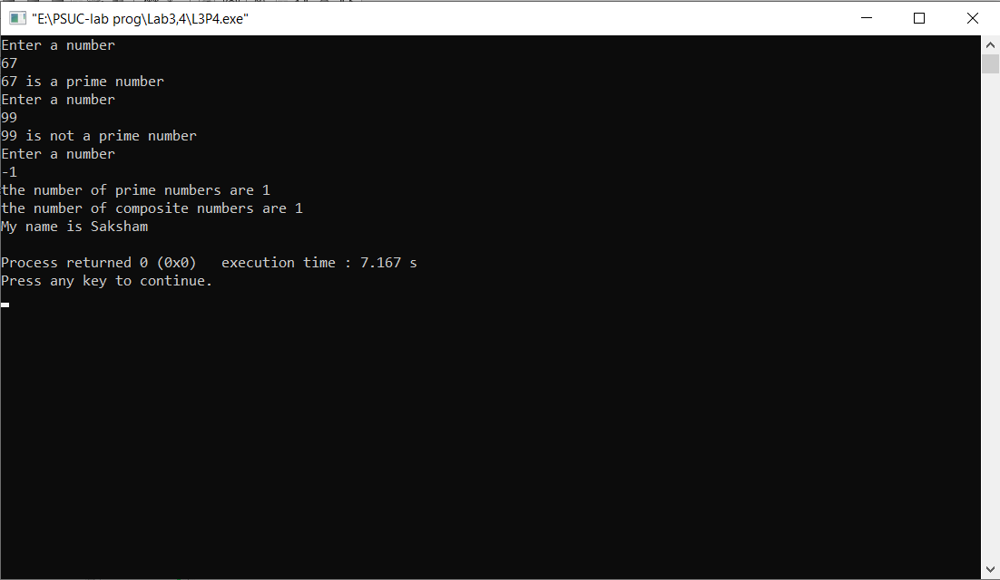 "E:\PSUC-lab prog\Lab3,4\L3P4.exe"
Enter a number
67
67 is a prime number
Enter a number
99
99 is not a prime number
Enter a number
-1
the number of prime numbers are 1
the number of composite numbers are 1
My name is Saksham
Process returned 0 (0x0)   execution time : 7.167 s
Press any key to continue.